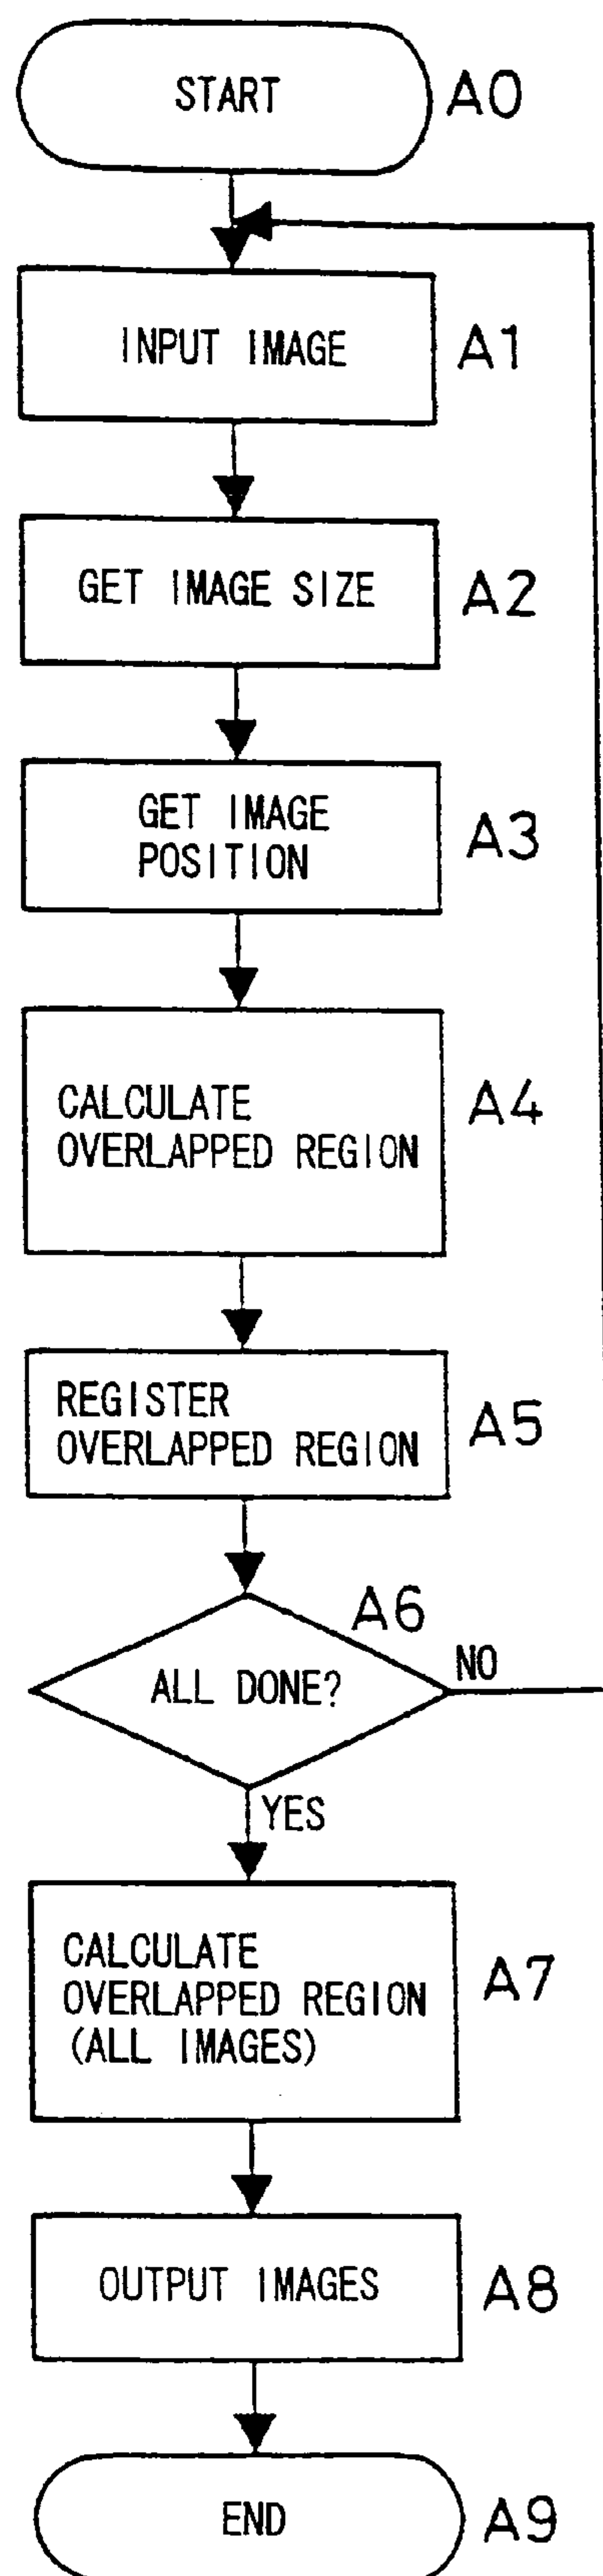 START
A0
INPUT IMAGE
A1
GET IMAGE SIZE
A2
GET IMAGE
POSITION
A3
CALCULATE
OVERLAPPED REGION
A4
REGISTER
OVERLAPPED REGION
A5
A6
ALL DONE?
NO
YES
CALCULATE
OVERLAPPED REGION
(ALL IMAGES)
A7
OUTPUT IMAGES
A8
END
A9